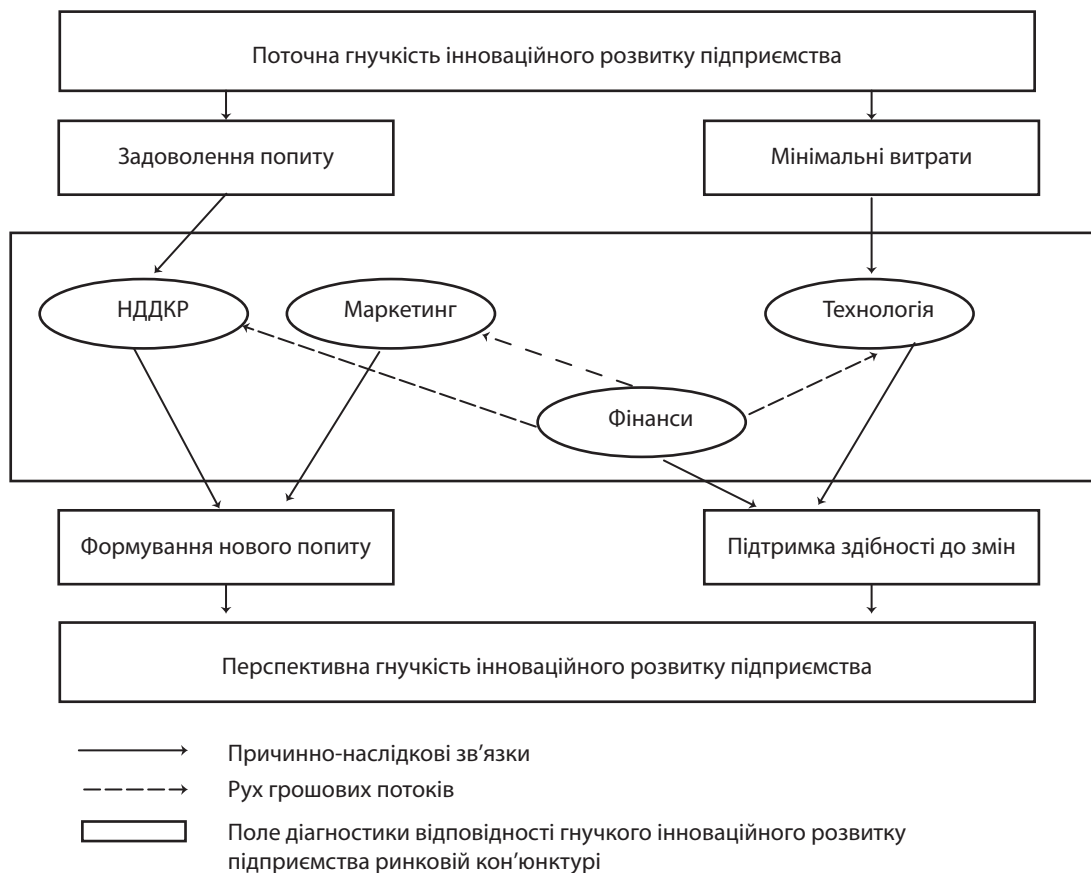 Поточна гнучкість інноваційного розвитку підприємства
Задоволення попиту
Мінімальні витрати
НДДКР
Маркетинг
Технологія
Фінанси
Формування нового попиту
Підтримка здібності до змін
Перспективна гнучкість інноваційного розвитку підприємства
Причинно-наслідкові зв'язки
Рух грошових потоків
Поле діагностики відповідності гнучкого інноваційного розвитку
підприємства ринковій кон'юнктурі